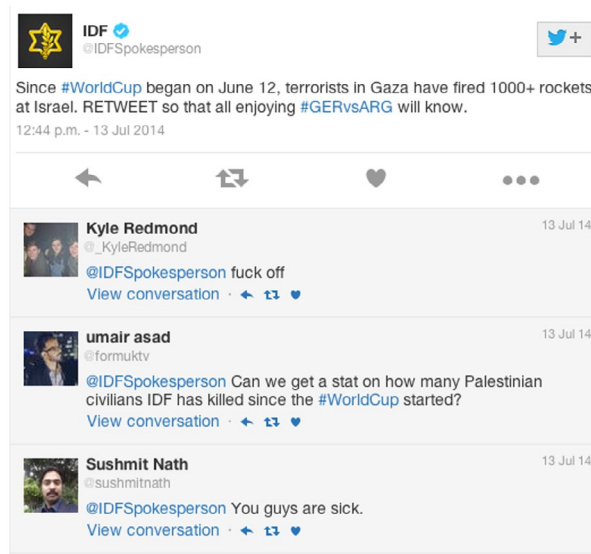 IDF
@IDFSpokesperson
Since #WorldCup began on June 12, terrorists in Gaza have fired 1000+ rockets
at Israel. RETWEET so that all enjoying #GERvsARG will know.
12:44 p.m. - 13 Jul 2014
Kyle Redmond 13 Jul 14
@_KyleRedmond
@IDFSpokesperson fuck off
View conversation ·
umair asad 13 Jul 14
@formuktv
@IDFSpokesperson Can we get a stat on how many Palestinian
civilians IDF has killed since the #WorldCup started?
View conversation ·
Sushmit Nath 13 Jul 14
@sushmitnath
@IDFSpokesperson You guys are sick.
View conversation ·